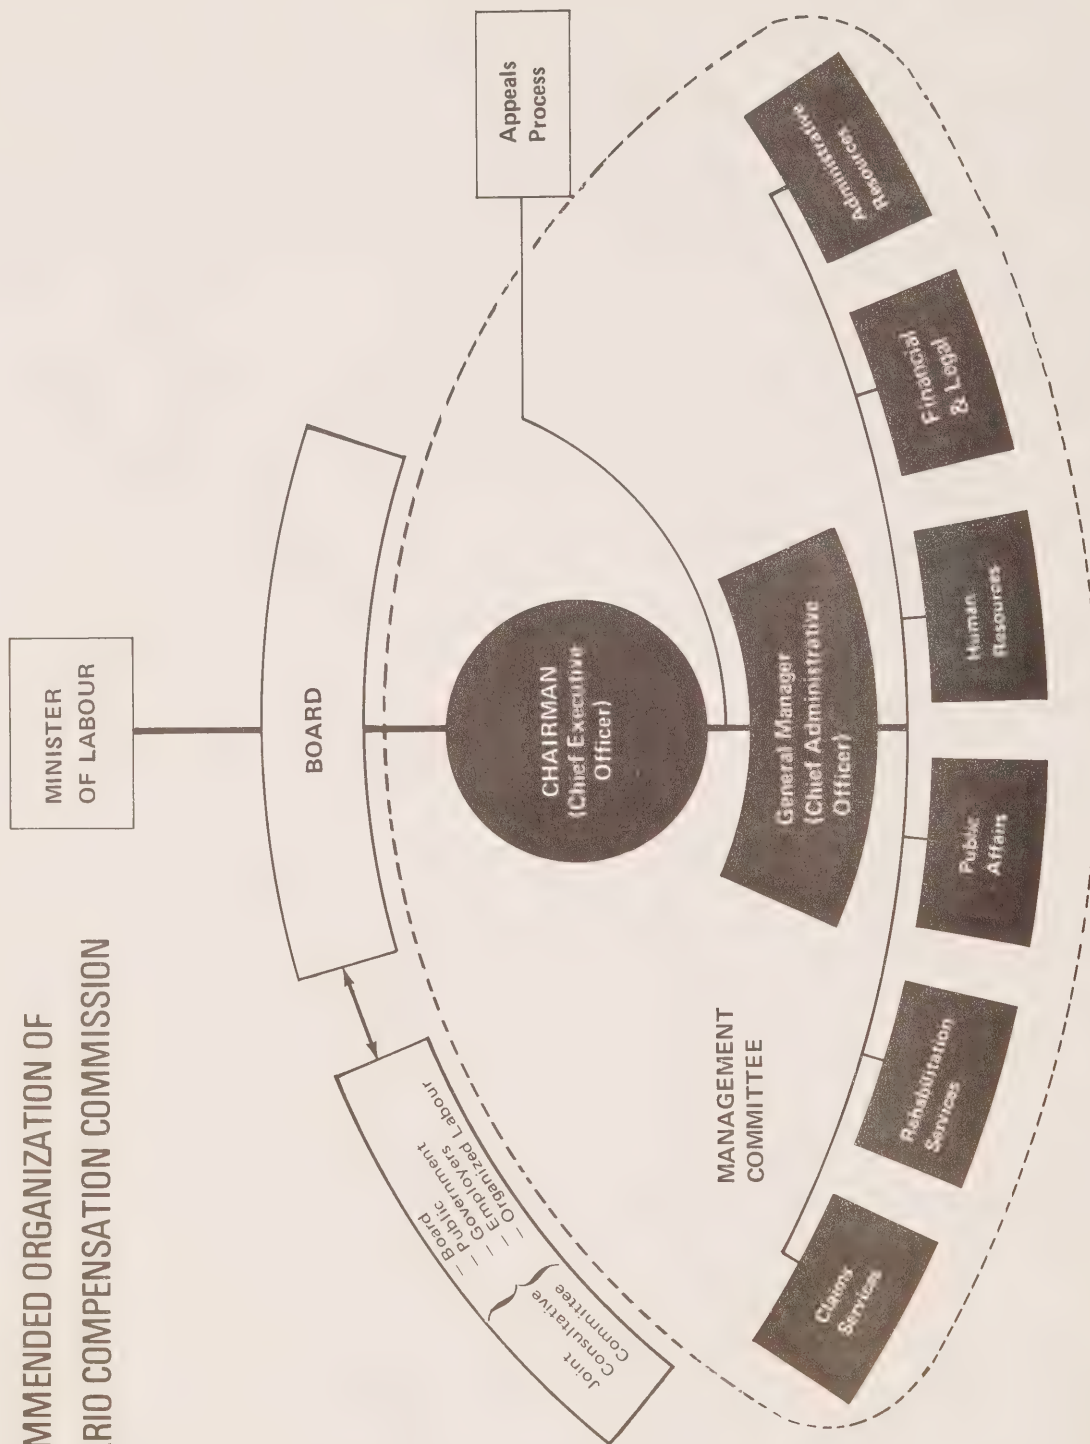 MMENDED ORGANIZATION OF
RIO COMPENSATION COMMISSION
MINISTER
OF LABOUR
BOARD
Joint
Consultative
Committee
– Board
– Public
– Government
– Employers
– Organized Labour
Appeals
Process
CHAIRMAN
(Chief Executive
Officer)
General Manager
(Chief Administrative
Officer)
MANAGEMENT
COMMITTEE
Claims
Services
Rehabilitation
Services
Public
Affairs
Human
Resources
Financial
& Legal
Administrative
Resources